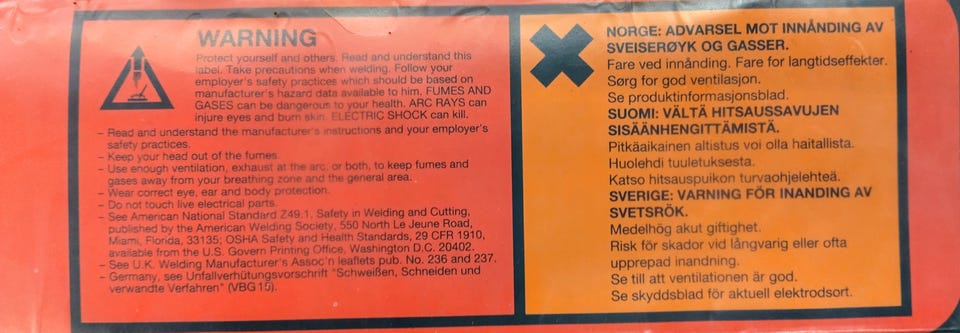 WARNING
Protect yourself and others. Read and understand this
label. Take precautions when welding. Follow your
employer's safety practices which should be based on
manufacturer's hazard data available to him, FUMES AND
GASES can be dangerous to your health. ARC RAYS can
injure eyes and burn skin. ELECTRIC SHOCK can kill.
– Read and understand the manufacturer's instructions and your employer's
safety practices.
– Keep your head out of the fumes.
– Use enough ventilation, exhaust at the arc, or both, to keep fumes and
gases away from your breathing zone and the general area.
– Wear correct eye, ear and body protection.
– Do not touch live electrical parts.
– See American National Standard Z49.1, Safety in Welding and Cutting,
published by the American Welding Society, 550 North Le Jeune Road,
Miami, Florida, 33135; OSHA Safety and Health Standards, 29 CFR 1910,
available from the U.S. Govern Printing Office, Washington D.C. 20402.
– See U.K. Welding Manufacturer's Assoc'n leaflets pub. No. 236 and 237.
– Germany, see Unfallverhütungsvorschrift "Schweißen, Schneiden und
verwandte Verfahren" (VBG 15).
NORGE: ADVARSEL MOT INNÅNDING AV
SVEISERØYK OG GASSER.
Fare ved innånding. Fare for langtidseffekter.
Sørg for god ventilasjon.
Se produktinformasjonsblad.
SUOMI: VÄLTÄ HITSAUSSAVUJEN
SISÄÄNHENGITTÄMISTÄ.
Pitkäaikainen altistus voi olla haitallista.
Huolehdi tuuletuksesta.
Katso hitsauspuikon turvaohjelehteä.
SVERIGE: VARNING FÖR INANDING AV
SVETSRÖK.
Medelhög akut giftighet.
Risk för skador vid långvarig eller ofta
upprepad inandning.
Se till att ventilationen är god.
Se skyddsblad för aktuell elektrodsort.